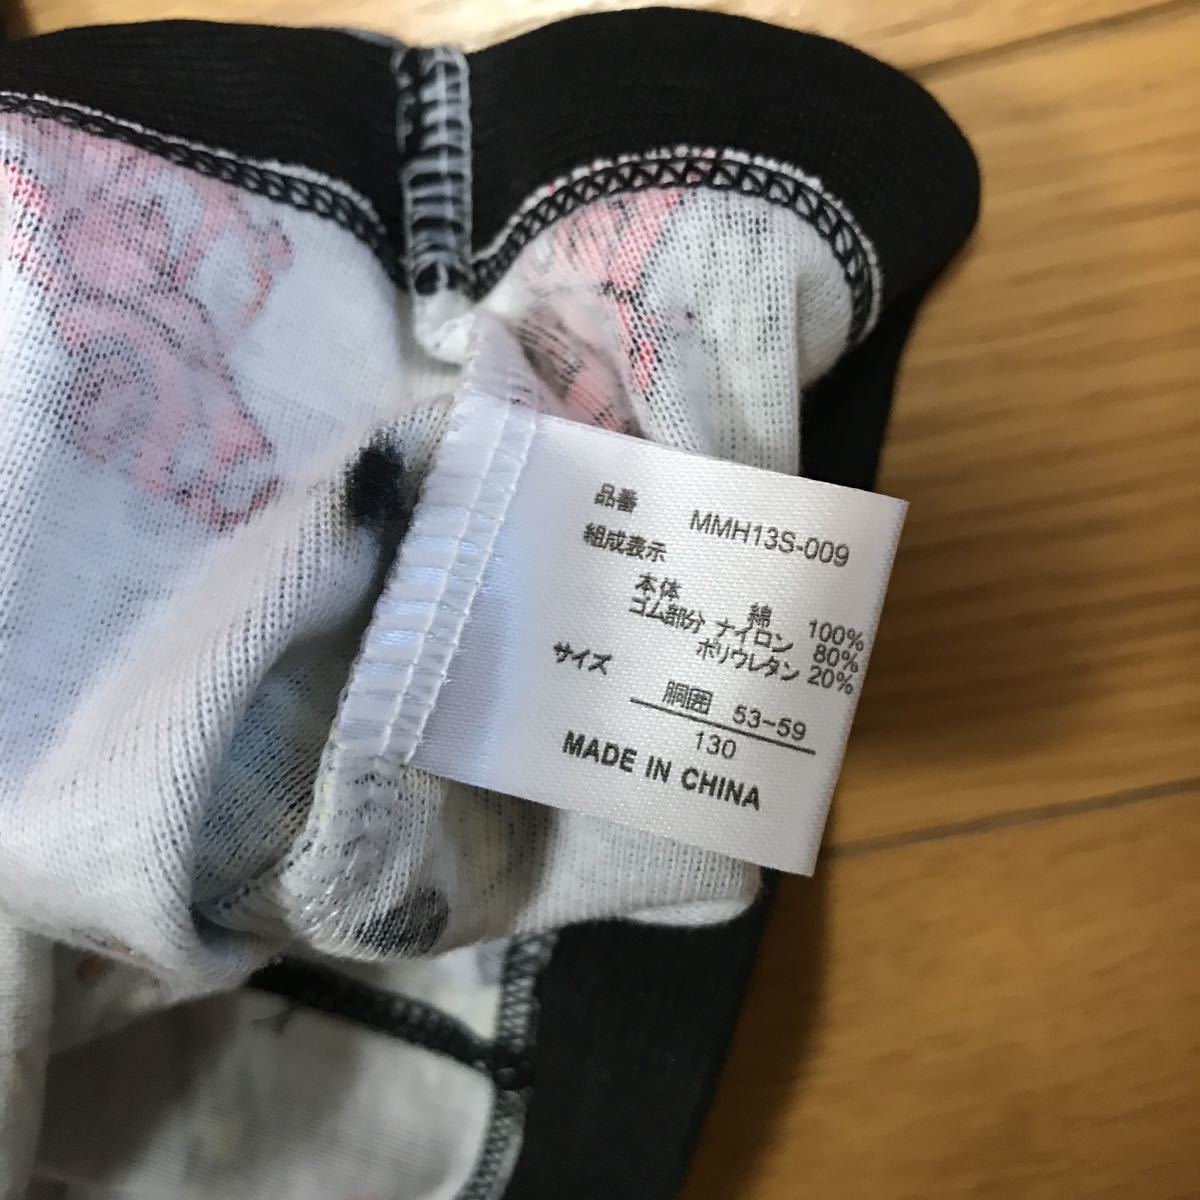 品番 MMH13S-009
組成表示
本体 綿 100%
ゴム部分 ナイロン 80%
ポリウレタン 20%
サイズ
胴囲 53-59
130
MADE IN CHINA